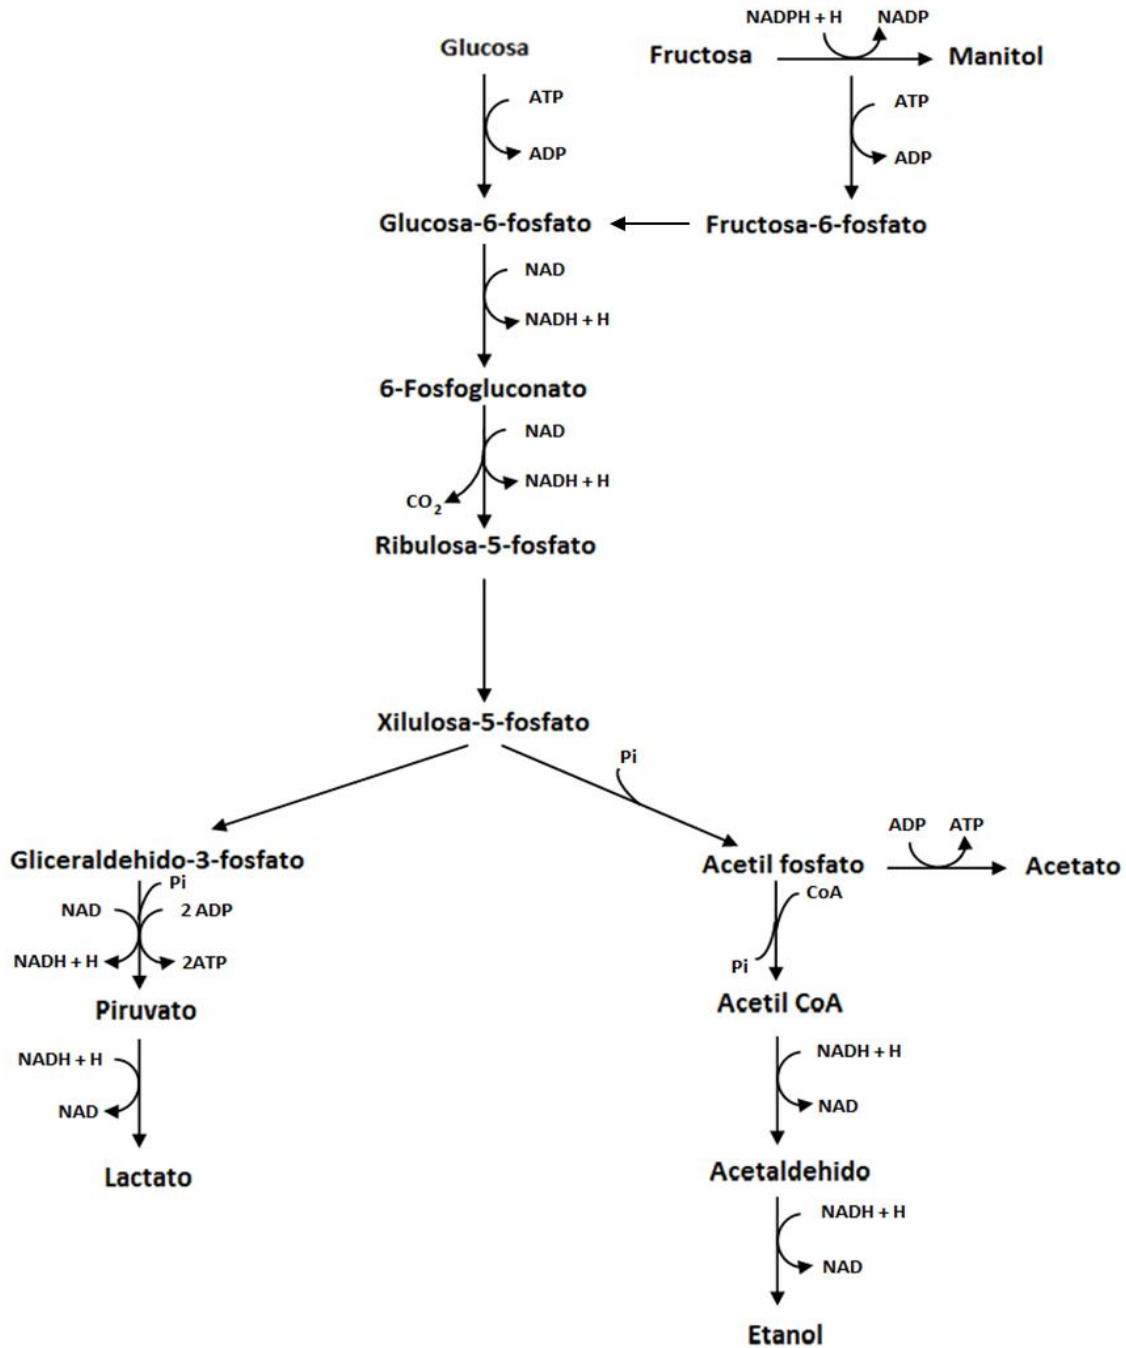 NADPH + H NADP
Glucosa
Fructosa Manitol
ATP
ADP
ATP
ADP
Glucosa-6-fosfato Fructosa-6-fosfato
NAD
NADH + H
6-Fosfogluconato
NAD
NADH + H
CO2
Ribulosa-5-fosfato
Xilulosa-5-fosfato
Pi
ADP ATP
Gliceraldehido-3-fosfato
Acetil fosfato Acetato
Pi
NAD 2 ADP
NADH + H 2ATP
CoA
Pi
Piruvato
Acetil CoA
NADH + H
NAD
NADH + H
NAD
Lactato
Acetaldehido
NADH + H
NAD
Etanol